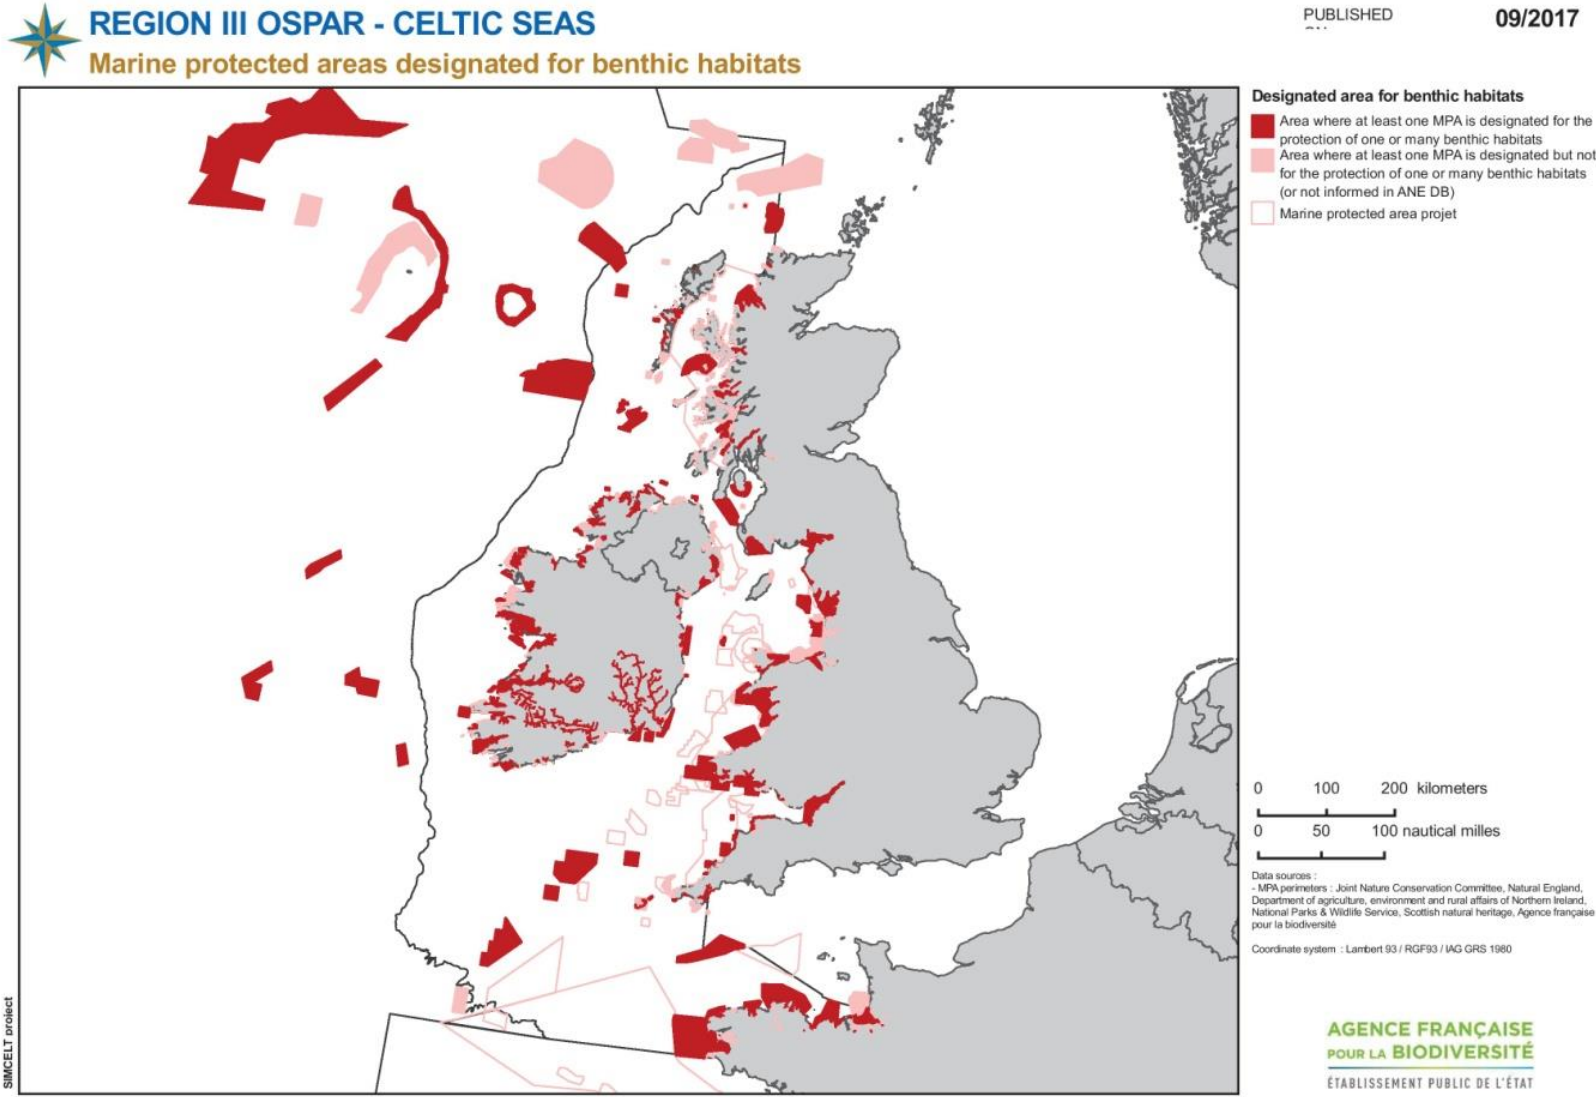 REGION III OSPAR - CELTIC SEAS
Marine protected areas designated for benthic habitats
PUBLISHED
09/2017
Designated area for benthic habitats
Area where at least one MPA is designated for the
protection of one or many benthic habitats
Area where at least one MPA is designated but not
for the protection of one or many benthic habitats
(or not informed in ANE DB)
Marine protected area projet
0 100 200 kilometers
0 50 100 nautical milles
Data sources :
- MPA perimeters : Joint Nature Conservation Committee, Natural England,
Department of agriculture, environment and rural affairs of Northern Ireland,
National Parks & Wildlife Service, Scottish natural heritage, Agence française
pour la biodiversité
Coordinate system : Lambert 93 / RGF93 / IAG GRS 1980
SIMCELT project
AGENCE FRANÇAISE
POUR LA BIODIVERSITÉ
ÉTABLISSEMENT PUBLIC DE L'ÉTAT